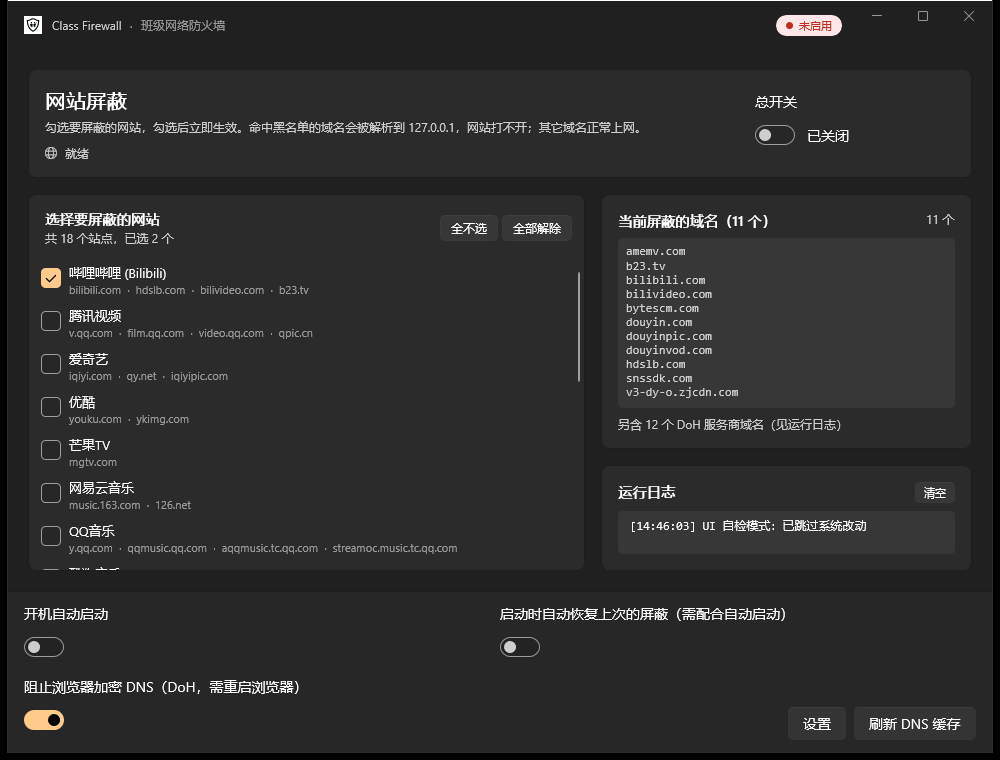 Class Firewall · 班级网络防火墙
未启用
网站屏蔽
勾选要屏蔽的网站，勾选后立即生效。命中黑名单的域名会被解析到 127.0.0.1，网站打不开；其它域名正常上网。
就绪
总开关
已关闭
选择要屏蔽的网站
共 18 个站点，已选 2 个
全不选
全部解除
哔哩哔哩 (Bilibili)
bilibili.com · hdslb.com · bilivideo.com · b23.tv
腾讯视频
v.qq.com · film.qq.com · video.qq.com · qpic.cn
爱奇艺
iqiyi.com · qy.net · iqiyipic.com
优酷
youku.com · ykimg.com
芒果TV
mgtv.com
网易云音乐
music.163.com · 126.net
QQ音乐
y.qq.com · qqmusic.qq.com · aqqmusic.tc.qq.com · streamoc.music.tc.qq.com
当前屏蔽的域名（11 个）
11 个
amemv.com
b23.tv
bilibili.com
bilivideo.com
bytescm.com
douyin.com
douyinpic.com
douyinvod.com
hdslb.com
snssdk.com
v3-dy-o.zjcdn.com
另含 12 个 DoH 服务商域名（见运行日志）
运行日志
清空
[14:46:03] UI 自检模式：已跳过系统改动
开机自动启动
启动时自动恢复上次的屏蔽（需配合自动启动）
阻止浏览器加密 DNS（DoH，需重启浏览器）
设置
刷新 DNS 缓存